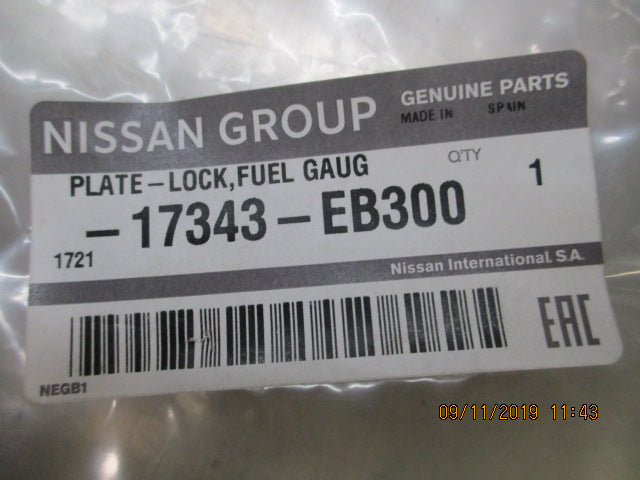 NISSAN GROUP
GENUINE PARTS
MADE IN SPAIN
PLATE-LOCK,FUEL GAUG
Q'TY 1
-17343-EB300
1721
Nissan International. S.A.
NEGB1
EAC
09/11/2019 11:43